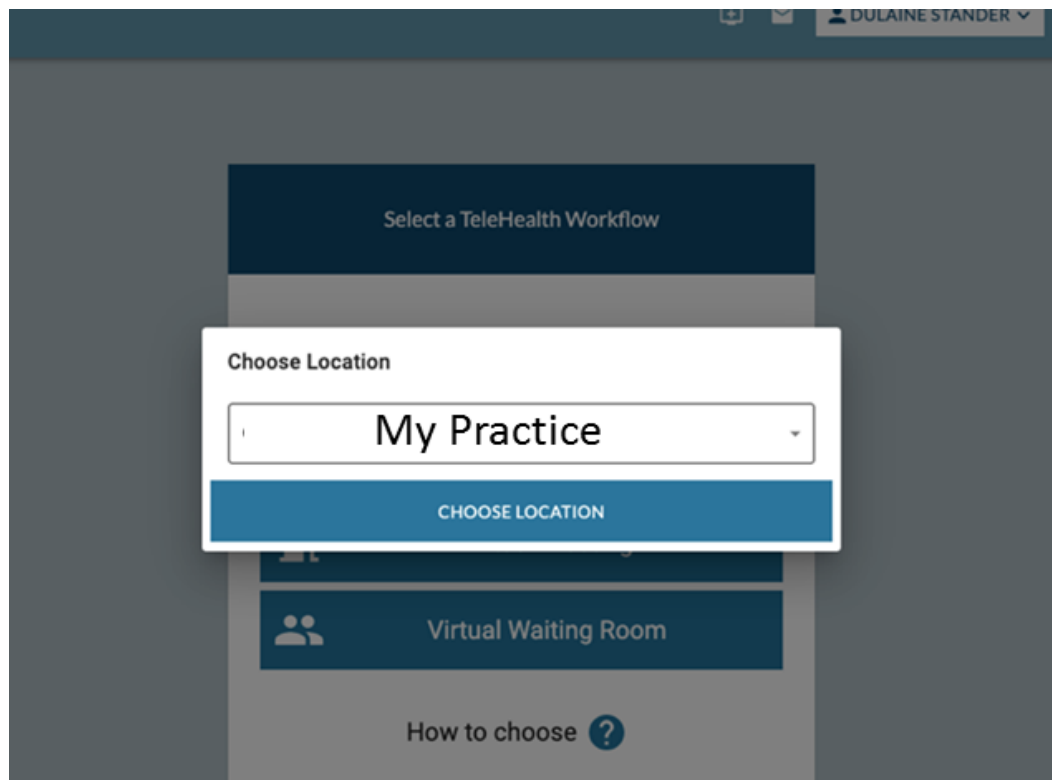 DULAINE STANDER
Select a TeleHealth Workflow
Choose Location
My Practice
CHOOSE LOCATION
Virtual Waiting Room
How to choose ?